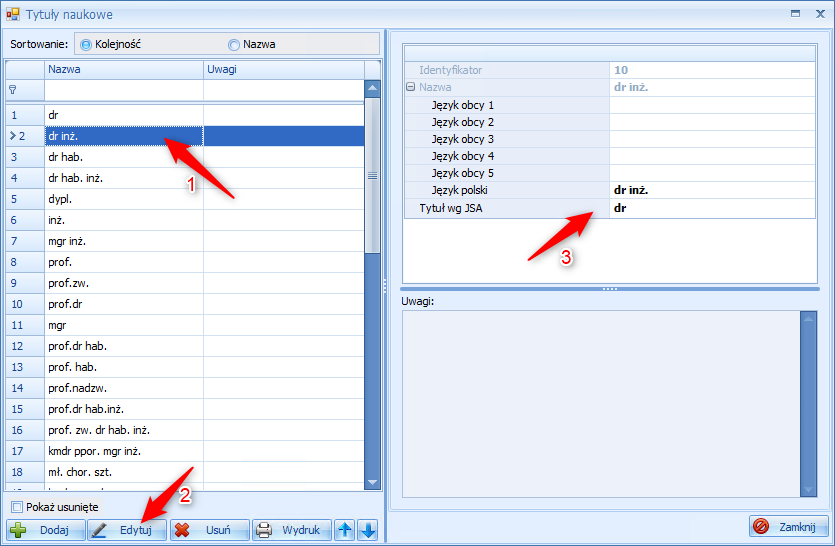 Tytuły naukowe
Sortowanie: Kolejność Nazwa
Nazwa Uwagi
1 dr
2 dr inż.
3 dr hab.
4 dr hab. inż.
5 dypl.
6 inż.
7 mgr inż.
8 prof.
9 prof.zw.
10 prof.dr
11 mgr
12 prof.dr hab.
13 prof. hab.
14 prof.nadzw.
15 prof.dr hab.inż.
16 prof. zw. dr hab. inż.
17 kmdr ppor. mgr inż.
18 mł. chor. szt.
1
2
Pokaż usunięte
Dodaj Edytuj Usuń Wydruk
Identyfikator 10
Nazwa dr inż.
Język obcy 1
Język obcy 2
Język obcy 3
Język obcy 4
Język obcy 5
Język polski dr inż.
Tytuł wg JSA dr
3
Uwagi:
Zamknij